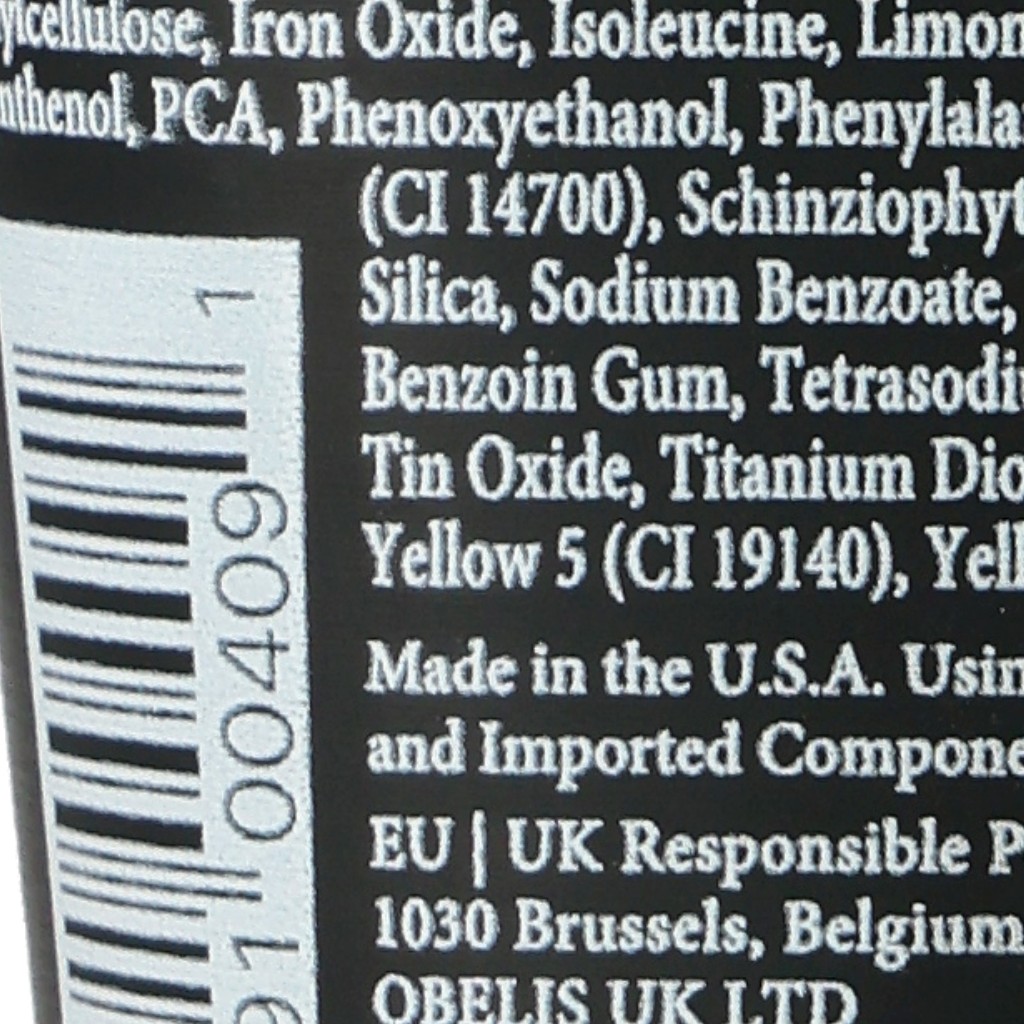 Iron Oxide, Isoleucine,
PCA, Phenoxyethanol,
(CI 14700),
Silica, Sodium Benzoate,
Benzoin Gum,
Tin Oxide, Titanium
Yellow 5 (CI 19140),
Made in the U.S.A.
and Imported
EU | UK Responsible
1030 Brussels, Belgium
OBELIS UK LTD
1
00409